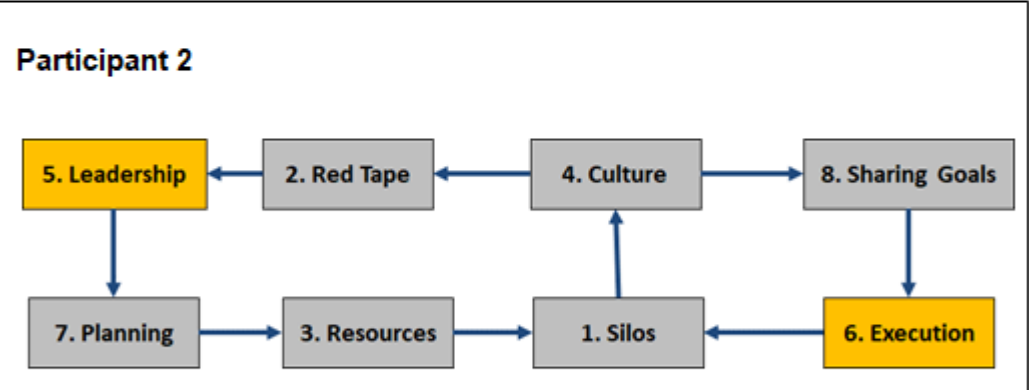 Participant 2
5. Leadership
2. Red Tape
4. Culture
8. Sharing Goals
7. Planning
3. Resources
1. Silos
6. Execution